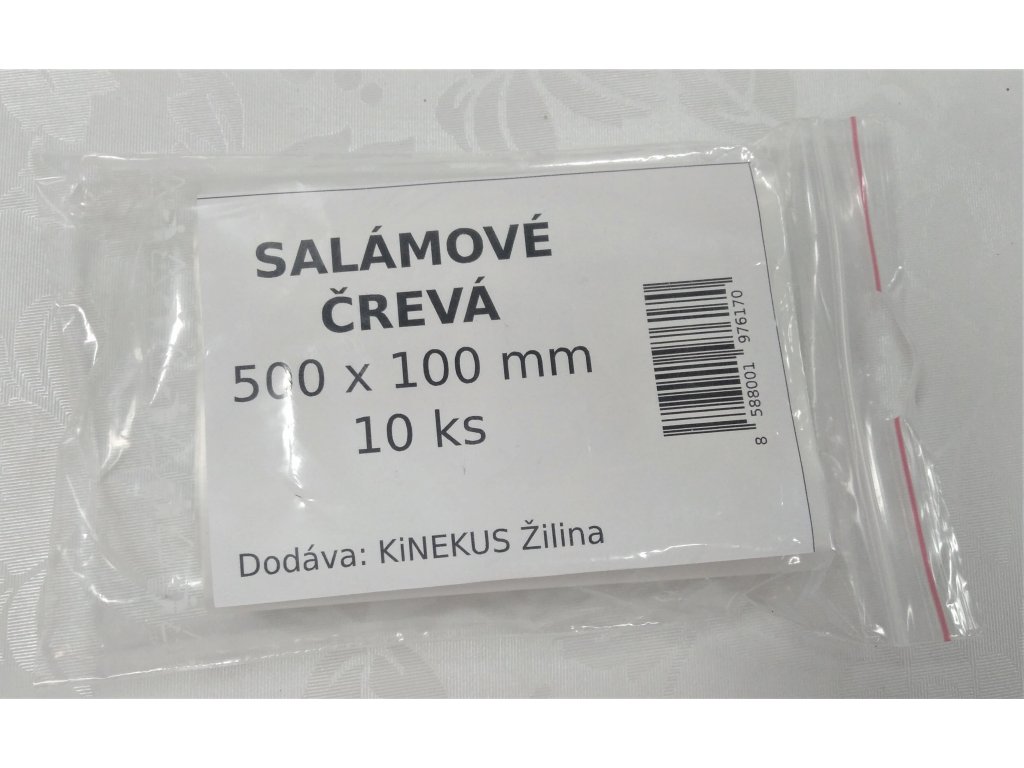 SALÁMOVÉ
ČREVÁ
500 x 100 mm
10 ks
Dodáva: KiNEKUS Žilina
8 588001 976170